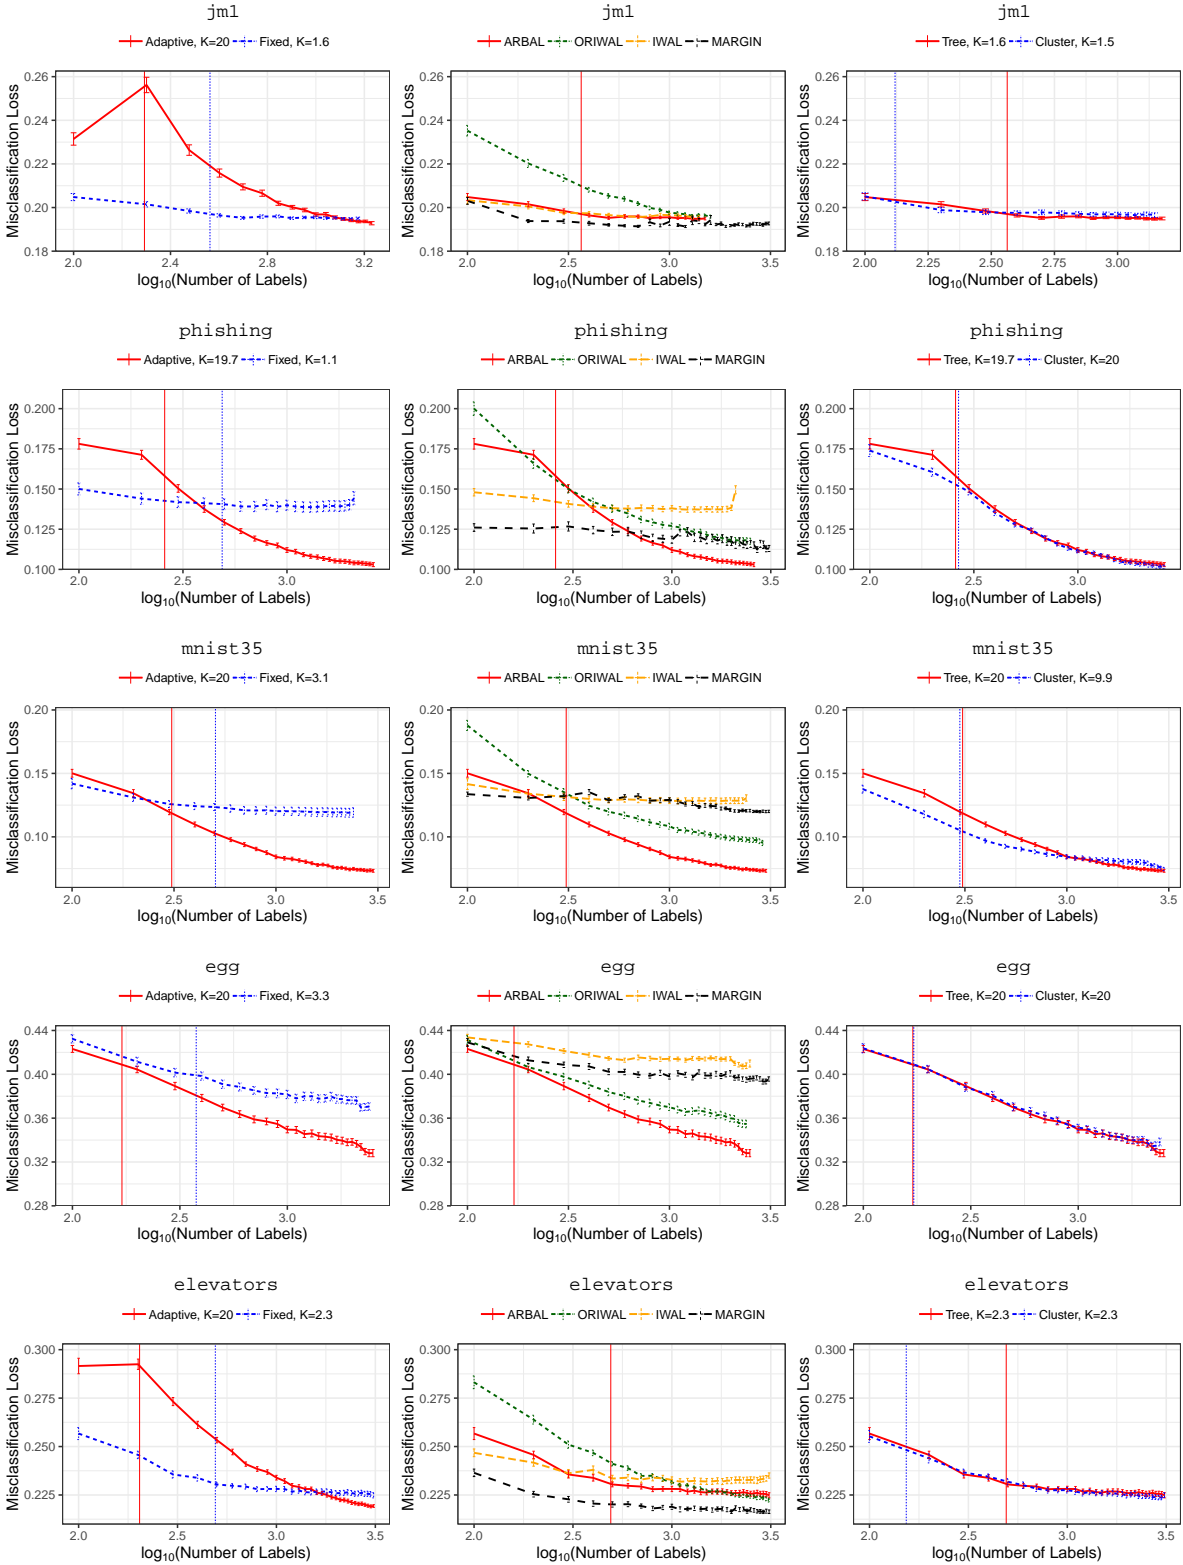 jm1
Adaptive, K=20 Fixed, K=1.6
Misclassification Loss
0.26
0.24
0.22
0.20
0.18
2.0 2.4 2.8 3.2
log10(Number of Labels)
jm1
ARBAL ORIWAL IWAL MARGIN
Misclassification Loss
0.26
0.24
0.22
0.20
0.18
2.0 2.5 3.0 3.5
log10(Number of Labels)
jm1
Tree, K=1.6 Cluster, K=1.5
Misclassification Loss
0.26
0.24
0.22
0.20
0.18
2.00 2.25 2.50 2.75 3.00
log10(Number of Labels)
phishing
Adaptive, K=19.7 Fixed, K=1.1
Misclassification Loss
0.200
0.175
0.150
0.125
0.100
2.0 2.5 3.0
log10(Number of Labels)
phishing
ARBAL ORIWAL IWAL MARGIN
Misclassification Loss
0.200
0.175
0.150
0.125
0.100
2.0 2.5 3.0 3.5
log10(Number of Labels)
phishing
Tree, K=19.7 Cluster, K=20
Misclassification Loss
0.200
0.175
0.150
0.125
0.100
2.0 2.5 3.0
log10(Number of Labels)
mnist35
Adaptive, K=20 Fixed, K=3.1
Misclassification Loss
0.20
0.15
0.10
2.0 2.5 3.0 3.5
log10(Number of Labels)
mnist35
ARBAL ORIWAL IWAL MARGIN
Misclassification Loss
0.20
0.15
0.10
2.0 2.5 3.0 3.5
log10(Number of Labels)
mnist35
Tree, K=20 Cluster, K=9.9
Misclassification Loss
0.20
0.15
0.10
2.0 2.5 3.0 3.5
log10(Number of Labels)
egg
Adaptive, K=20 Fixed, K=3.3
Misclassification Loss
0.44
0.40
0.36
0.32
0.28
2.0 2.5 3.0
log10(Number of Labels)
egg
ARBAL ORIWAL IWAL MARGIN
Misclassification Loss
0.44
0.40
0.36
0.32
0.28
2.0 2.5 3.0 3.5
log10(Number of Labels)
egg
Tree, K=20 Cluster, K=20
Misclassification Loss
0.44
0.40
0.36
0.32
0.28
2.0 2.5 3.0
log10(Number of Labels)
elevators
Adaptive, K=20 Fixed, K=2.3
Misclassification Loss
0.300
0.275
0.250
0.225
2.0 2.5 3.0 3.5
log10(Number of Labels)
elevators
ARBAL ORIWAL IWAL MARGIN
Misclassification Loss
0.300
0.275
0.250
0.225
2.0 2.5 3.0 3.5
log10(Number of Labels)
elevators
Tree, K=2.3 Cluster, K=2.3
Misclassification Loss
0.300
0.275
0.250
0.225
2.0 2.5 3.0 3.5
log10(Number of Labels)